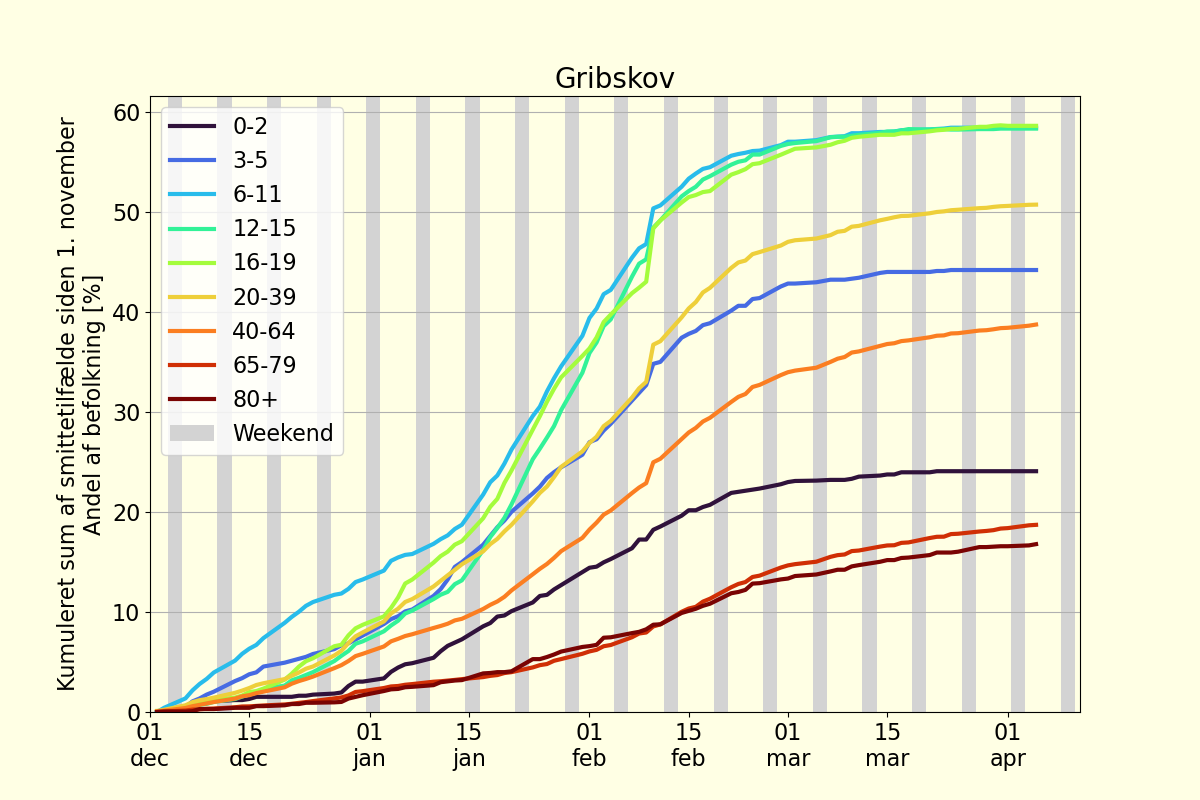 Gribskov
Kumuleret sum af smittetilfælde siden 1. november
Andel af befolkning [%]
60
50
40
30
20
10
0
0-2
3-5
6-11
12-15
16-19
20-39
40-64
65-79
80+
Weekend
01 15 01 15 01 15 01 15 01
dec dec jan jan feb feb mar mar apr